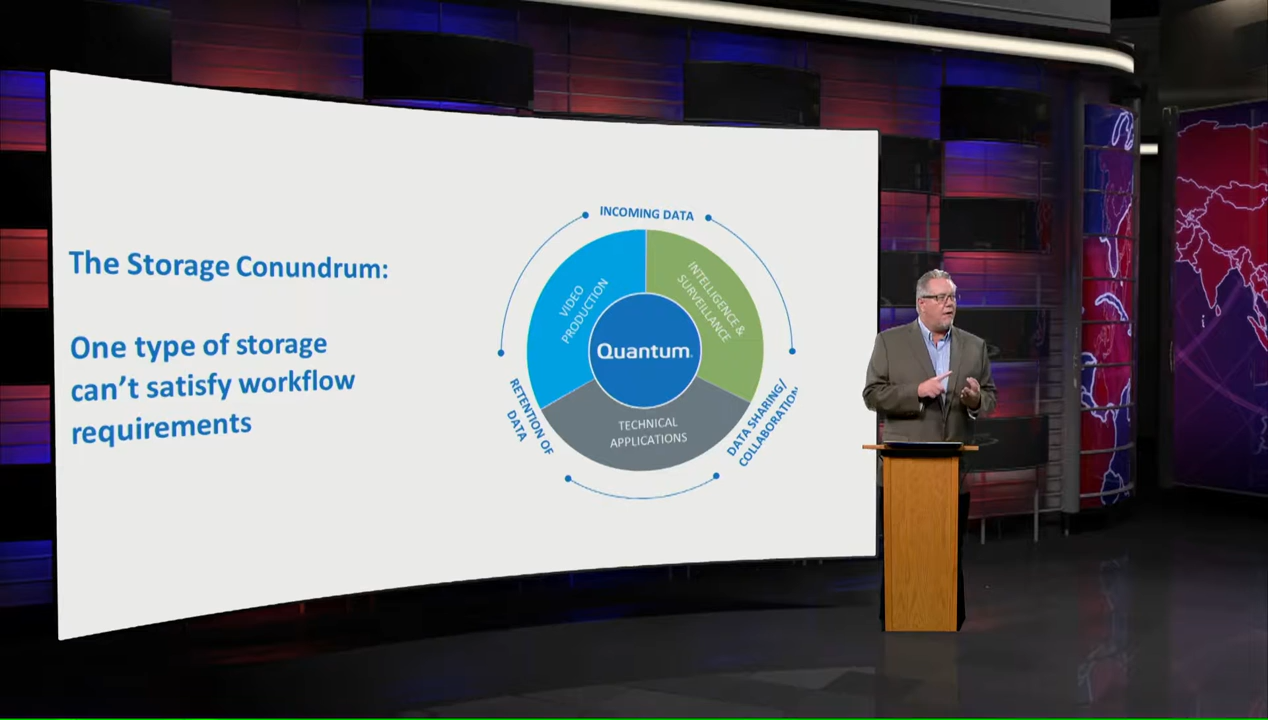 The Storage Conundrum:
One type of storage
can't satisfy workflow
requirements
INCOMING DATA
VIDEO
PRODUCTION
INTELLIGENCE &
SURVEILLANCE
Quantum.
TECHNICAL
APPLICATIONS
RETENTION OF
DATA
DATA SHARING/
COLLABORATION